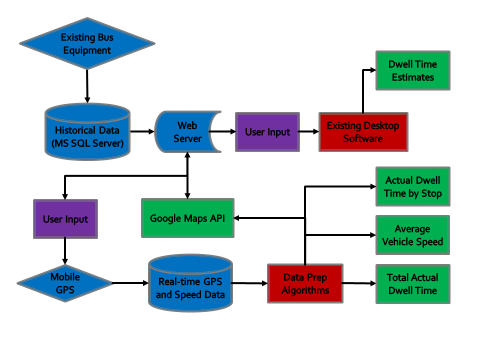 Existing Bus
Equipment
Dwell Time
Estimates
Historical Data
(MS SQL Server)
Web
Server
User Input
Existing Desktop
Software
Actual Dwell
Time by Stop
User Input
Google Maps API
Average
Vehicle Speed
Mobile
GPS
Real-time GPS
and Speed Data
Data Prep
Algorithms
Total Actual
Dwell Time